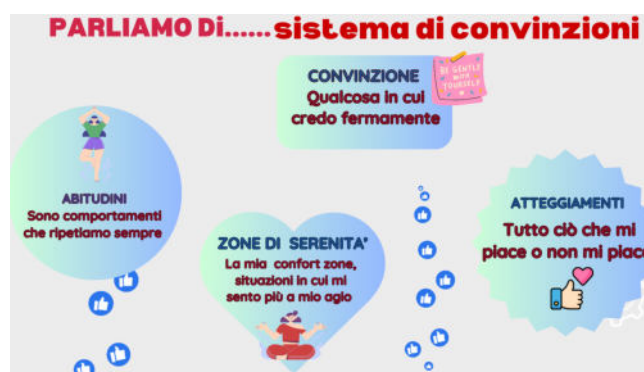 PARLIAMO Di...... sistema di convinzioni
CONVINZIONE
Qualcosa in cui
credo fermamente
BE GENTLE
WITH
YOURSELF
ABITUDINI
Sono comportamenti
che ripetiamo sempre
ZONE DI SERENITA'
La mia confort zone,
situazioni in cui mi
sento più a mio agio
ATTEGGIAMENTI
Tutto ciò che mi
piace o non mi piace